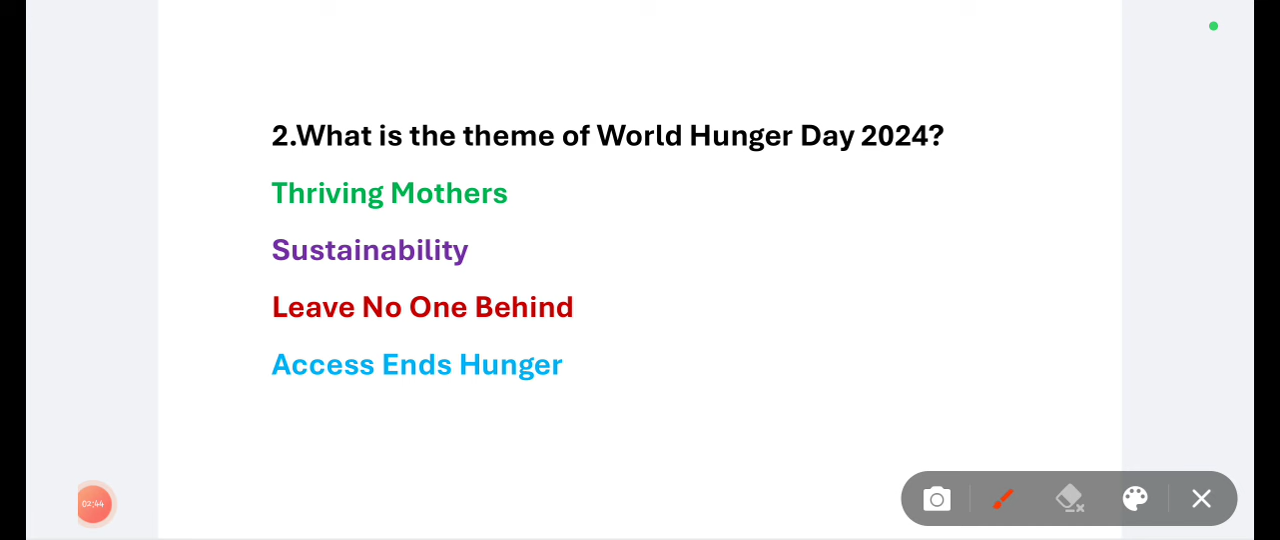 2.What is the theme of World Hunger Day 2024?
Thriving Mothers
Sustainability
Leave No One Behind
Access Ends Hunger
02:44